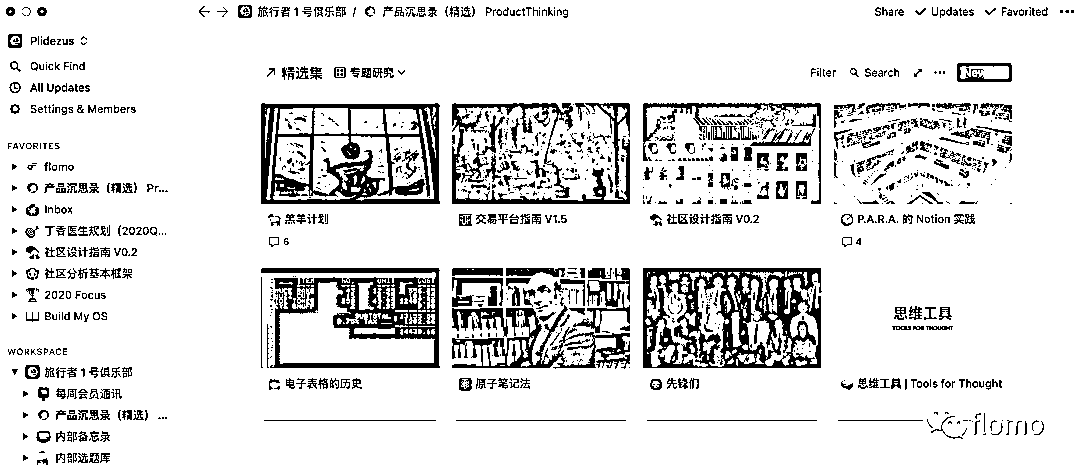 旅行者1号俱乐部 / 产品沉思录（精选） ProductThinking
Share Updates Favorited
Plidezus
Quick Find
All Updates
Settings & Members
FAVORITES
flomo
产品沉思录（精选） Pr...
Inbox
丁香医生规划（2020Q...
社区设计指南 V0.2
社区分析基本框架
2020 Focus
Build My OS
WORKSPACE
旅行者1号俱乐部
每周会员通讯
产品沉思录（精选） ...
内部备忘录
内部选题库
精选集 专题研究
Filter Search New
羔羊计划
6
交易平台指南 V1.5
社区设计指南 V0.2
P.A.R.A. 的 Notion 实践
4
思维工具
TOOLS FOR THOUGHT
电子表格的历史
原子笔记法
先锋们
思维工具 | Tools for Thought
flomo